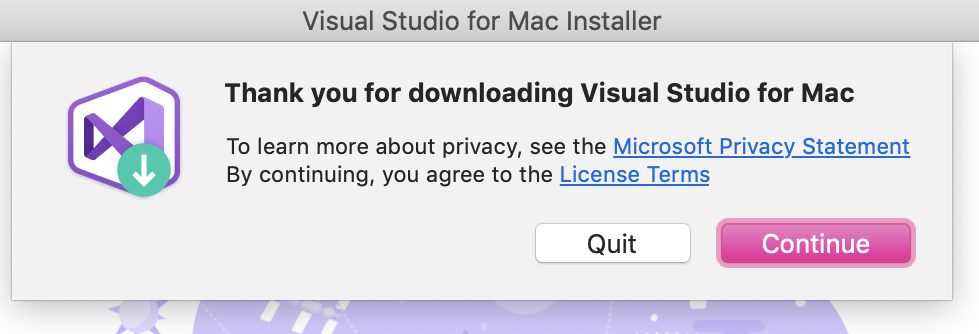 Visual Studio for Mac Installer
Thank you for downloading Visual Studio for Mac
To learn more about privacy, see the Microsoft Privacy Statement
By continuing, you agree to the License Terms
Quit
Continue